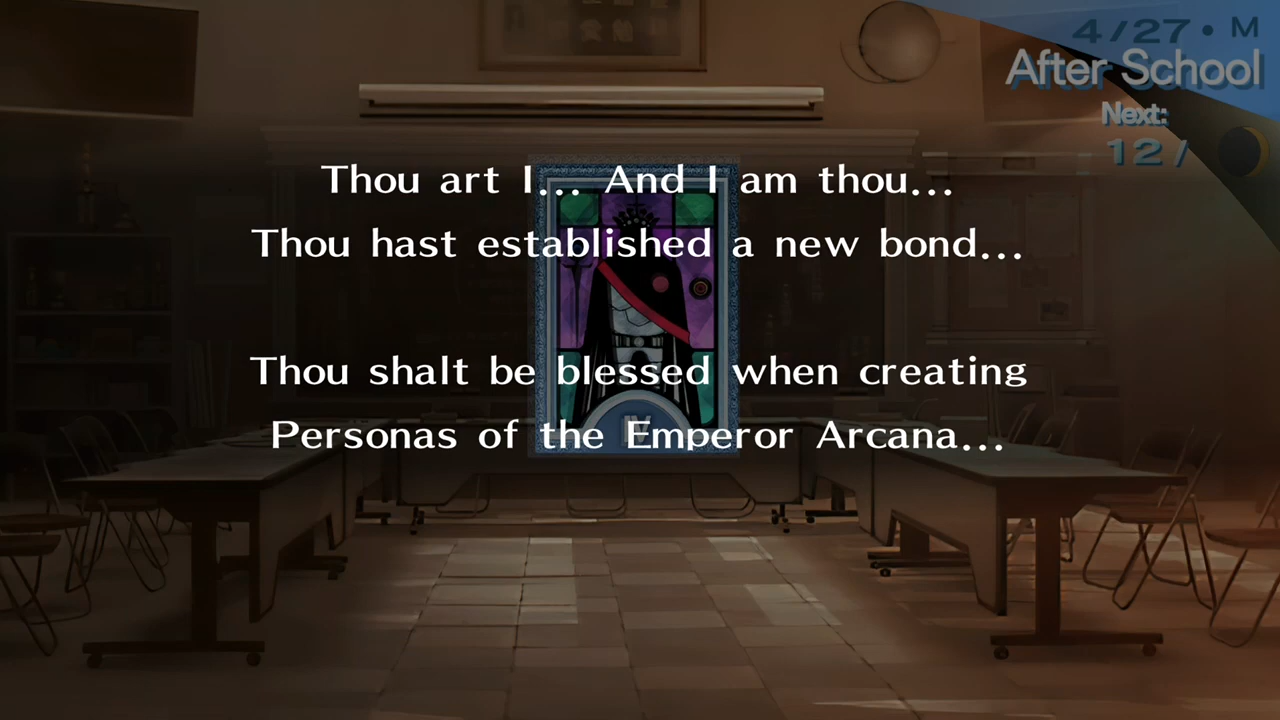 4/27 • M
After School
Next:
12/
Thou art I... And I am thou...
Thou hast established a new bond...
Thou shalt be blessed when creating
Personas of the Emperor Arcana...
IV